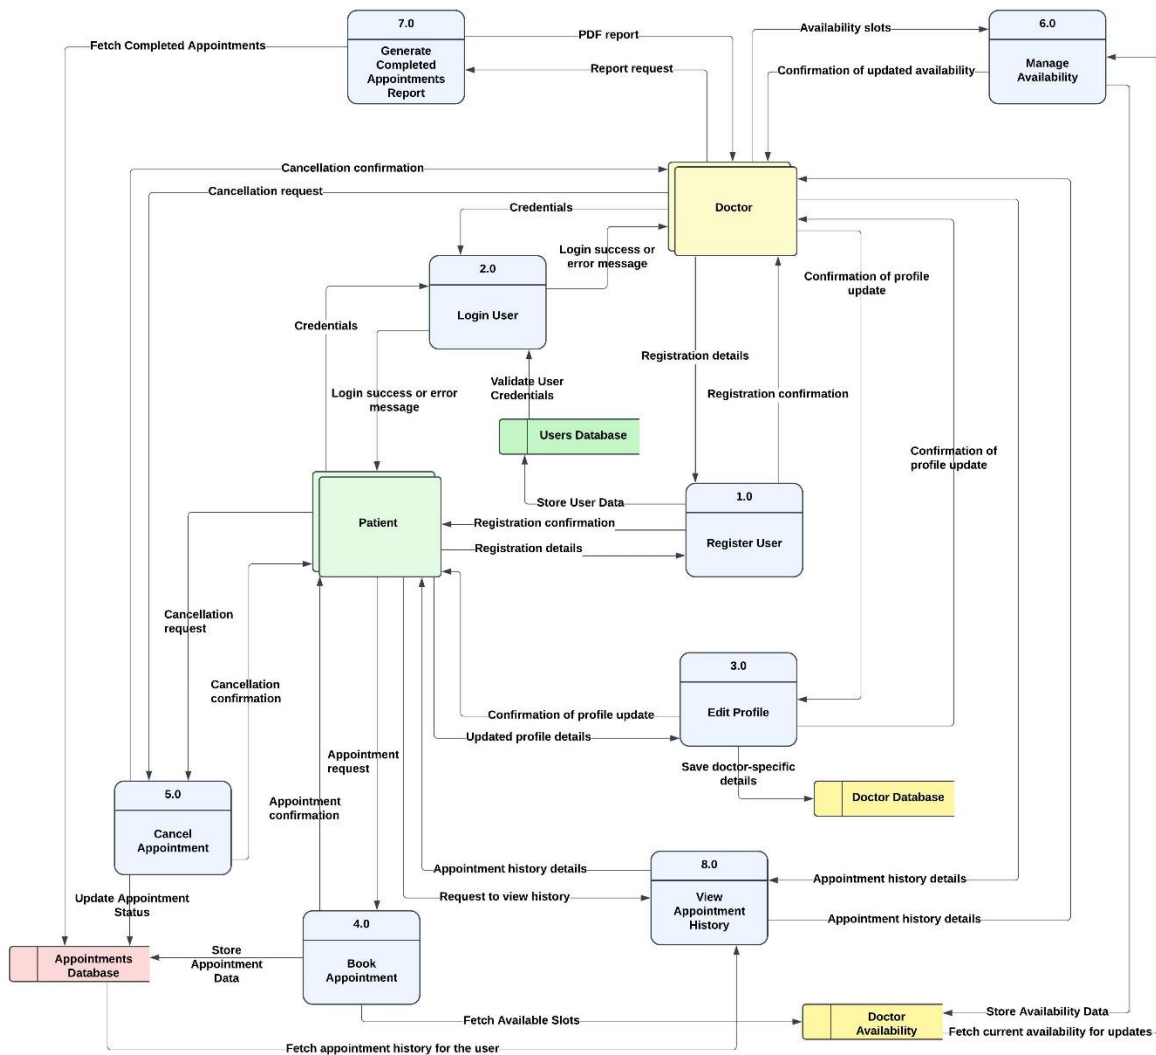 7.0
Generate
Completed
Appointments
Report
Fetch Completed Appointments
PDF report
Report request
Availability slots
Confirmation of updated availability
6.0
Manage
Availability
Cancellation confirmation
Cancellation request
Doctor
Credentials
Login success or
error message
2.0
Login User
Confirmation of profile
update
Credentials
Registration details
Registration confirmation
Login success or error
message
Validate User
Credentials
Users Database
Confirmation of
profile update
Store User Data
1.0
Register User
Patient
Registration confirmation
Registration details
Cancellation
request
Cancellation
confirmation
3.0
Edit Profile
Confirmation of profile update
Updated profile details
Appointment
request
Save doctor-specific
details
Doctor Database
Appointment
confirmation
5.0
Cancel
Appointment
8.0
View
Appointment
History
Appointment history details
Request to view history
Appointment history details
Appointment history details
Update Appointment
Status
4.0
Book
Appointment
Store
Appointment
Data
Appointments
Database
Fetch Available Slots
Doctor
Availability
Store Availability Data
Fetch current availability for updates
Fetch appointment history for the user